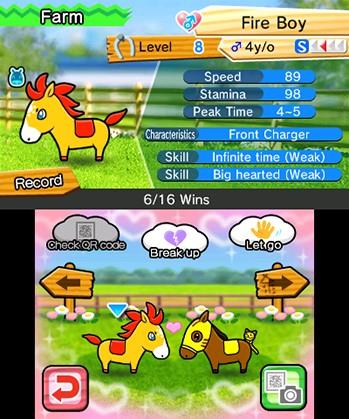 Farm
Fire Boy
Level 8
♂ 4y/o S
Speed 89
Stamina 98
Peak Time 4~5
Characteristics Front Charger
Skill Infinite time (Weak)
Skill Big hearted (Weak)
Record
6/16 Wins
Check QR code
Break up
Let go